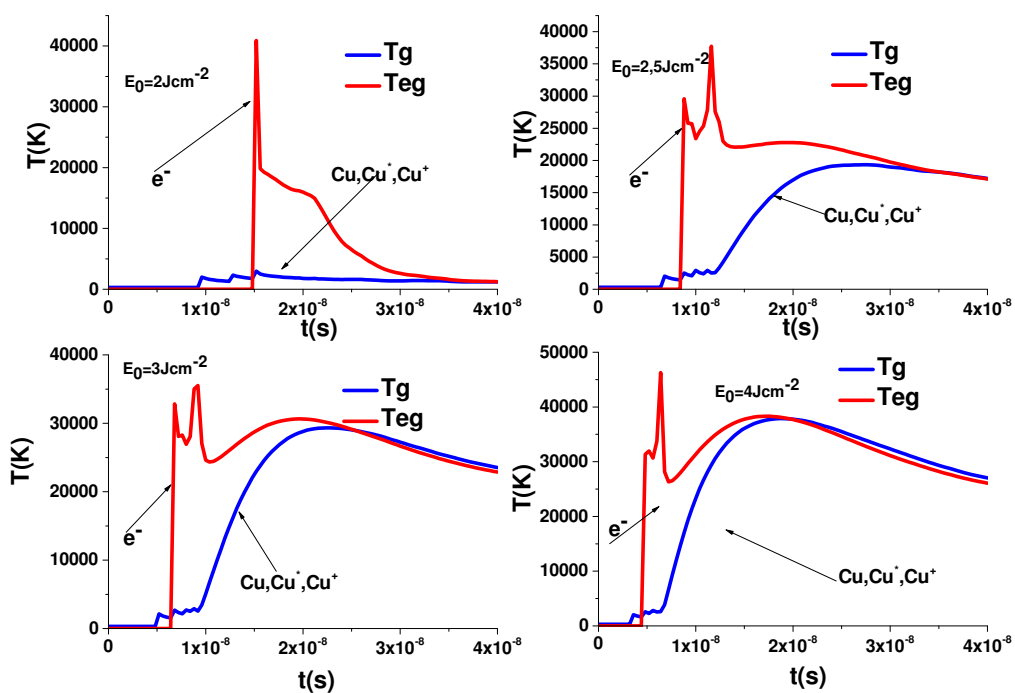 40000
30000
20000
10000
0
T(K)
E₀=2Jcm⁻²
Tg
Teg
e⁻
Cu,Cu*,Cu⁺
0 1x10⁻⁸ 2x10⁻⁸ 3x10⁻⁸ 4x10⁻⁸
t(s)
40000
35000
30000
25000
20000
15000
10000
5000
0
T(K)
E₀=2,5Jcm⁻²
Tg
Teg
e⁻
Cu,Cu*,Cu⁺
0 1x10⁻⁸ 2x10⁻⁸ 3x10⁻⁸ 4x10⁻⁸
t(s)
40000
30000
20000
10000
0
T(K)
E₀=3Jcm⁻²
Tg
Teg
e⁻
Cu,Cu*,Cu⁺
0 1x10⁻⁸ 2x10⁻⁸ 3x10⁻⁸ 4x10⁻⁸
t(s)
50000
40000
30000
20000
10000
0
T(K)
Tg
Teg
E₀=4Jcm⁻²
e⁻
Cu,Cu*,Cu⁺
0 1x10⁻⁸ 2x10⁻⁸ 3x10⁻⁸ 4x10⁻⁸
t(s)